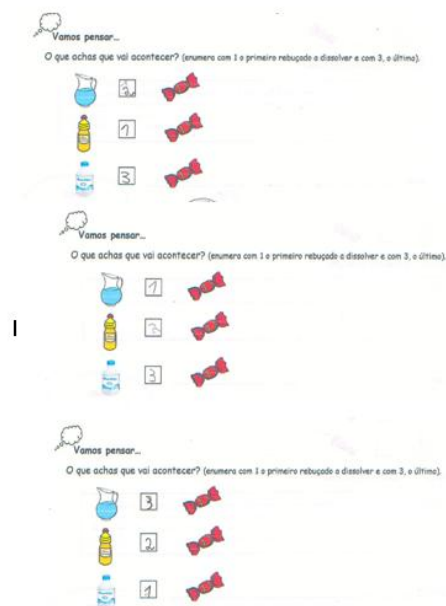 Vamos pensar...
O que achas que vai acontecer? (enumera com 1 o primeiro rebuçado a dissolver e com 3, o último).
2
1
3
Vamos pensar...
O que achas que vai acontecer? (enumera com 1 o primeiro rebuçado a dissolver e com 3, o último).
1
2
3
Vamos pensar...
O que achas que vai acontecer? (enumera com 1 o primeiro rebuçado a dissolver e com 3, o último).
3
2
1